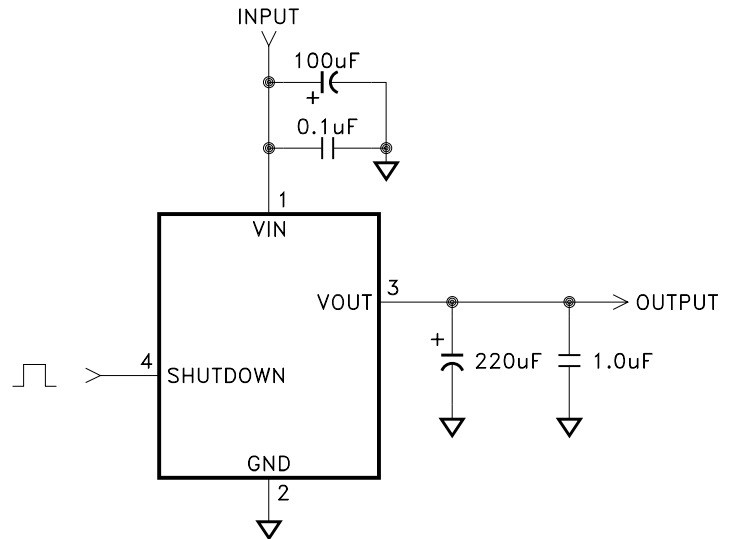 INPUT
100uF
+
0.1uF
1
VIN
VOUT
3
OUTPUT
+
220uF
1.0uF
4
SHUTDOWN
GND
2